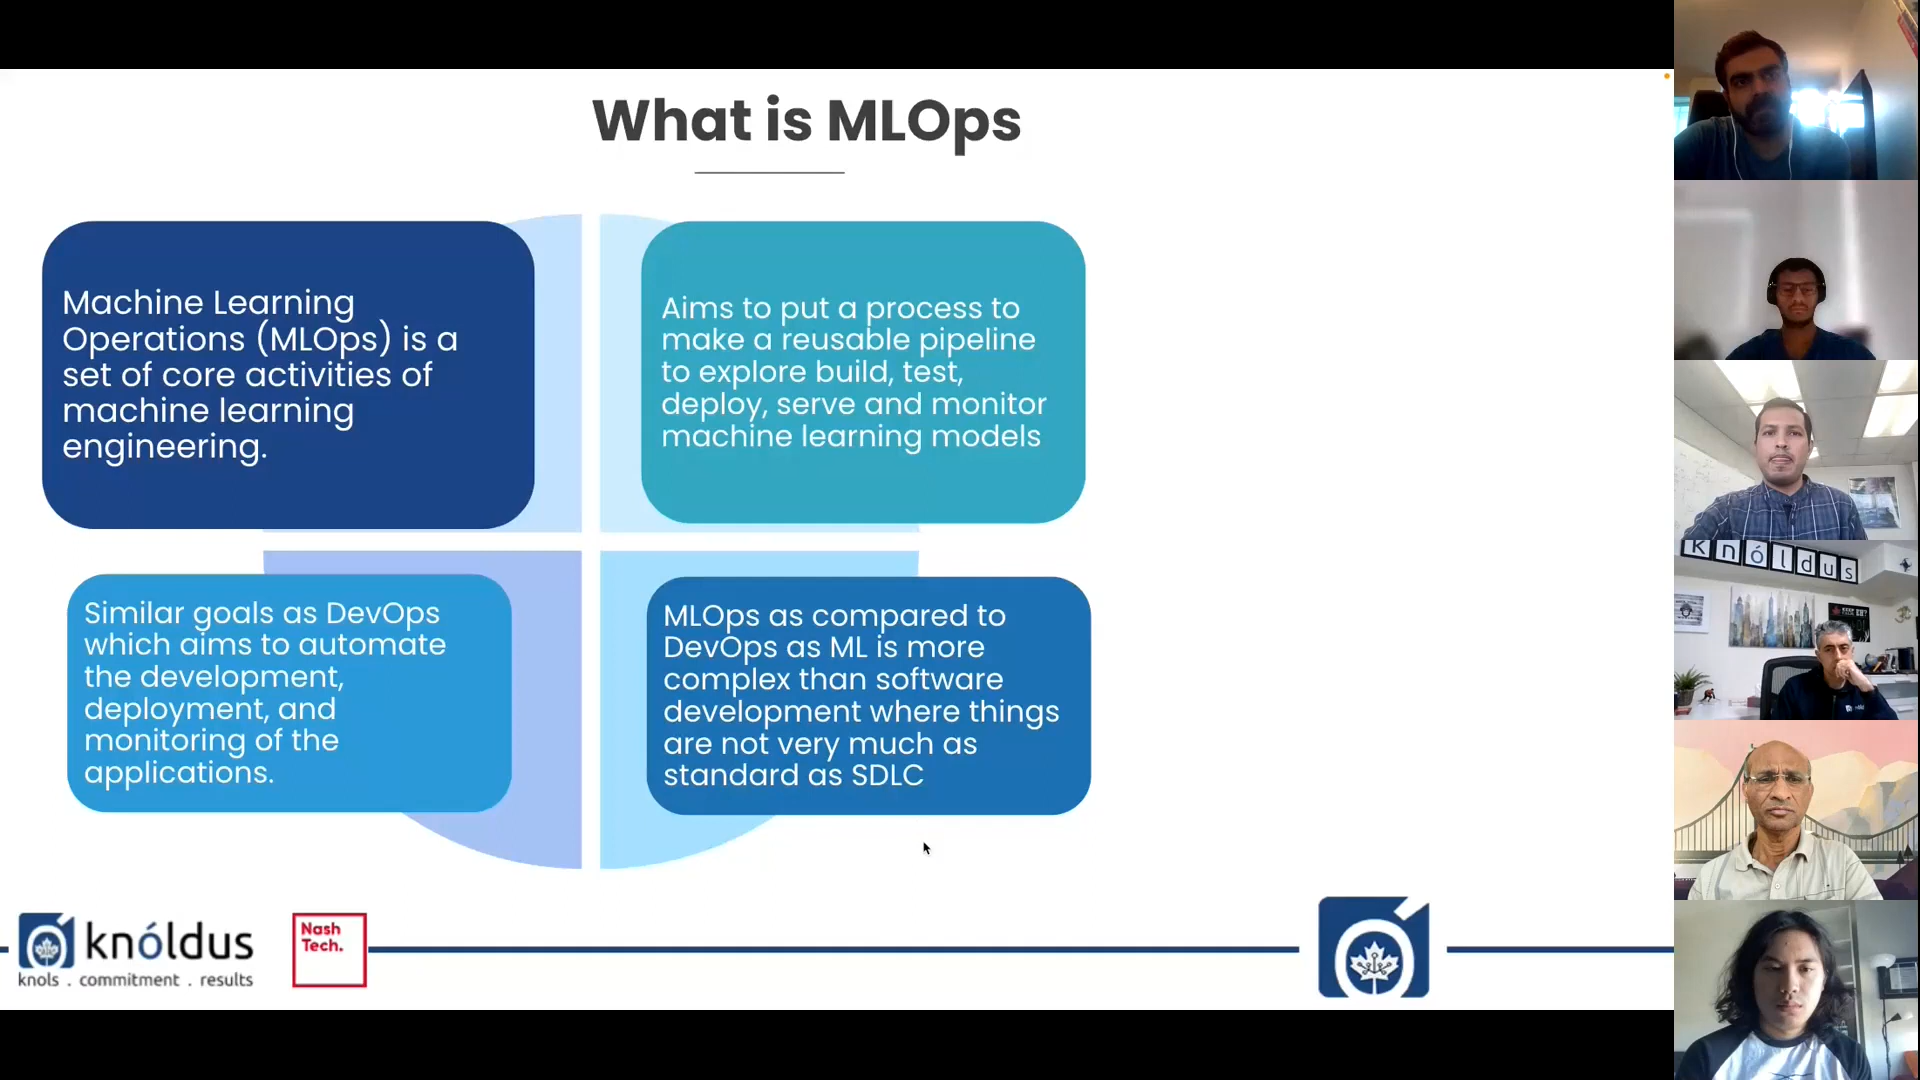 What is MLOps
Machine Learning
Operations (MLOps) is a
set of core activities of
machine learning
engineering.
Aims to put a process to
make a reusable pipeline
to explore build, test,
deploy, serve and monitor
machine learning models
Similar goals as DevOps
which aims to automate
the development,
deployment, and
monitoring of the
applications.
MLOps as compared to
DevOps as ML is more
complex than software
development where things
are not very much as
standard as SDLC
knóldus
knols . commitment . results
Nash
Tech.
knóldus